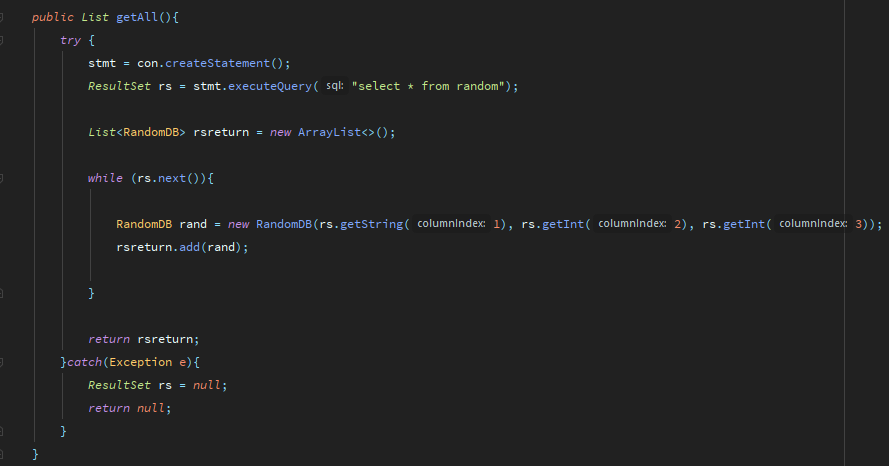 public List getAll(){
try {
stmt = con.createStatement();
ResultSet rs = stmt.executeQuery( sql: "select * from random");
List<RandomDB> rsreturn = new ArrayList<>();
while (rs.next()){
RandomDB rand = new RandomDB(rs.getString( columnIndex: 1), rs.getInt( columnIndex: 2), rs.getInt( columnIndex: 3));
rsreturn.add(rand);
}
return rsreturn;
}catch(Exception e){
ResultSet rs = null;
return null;
}
}